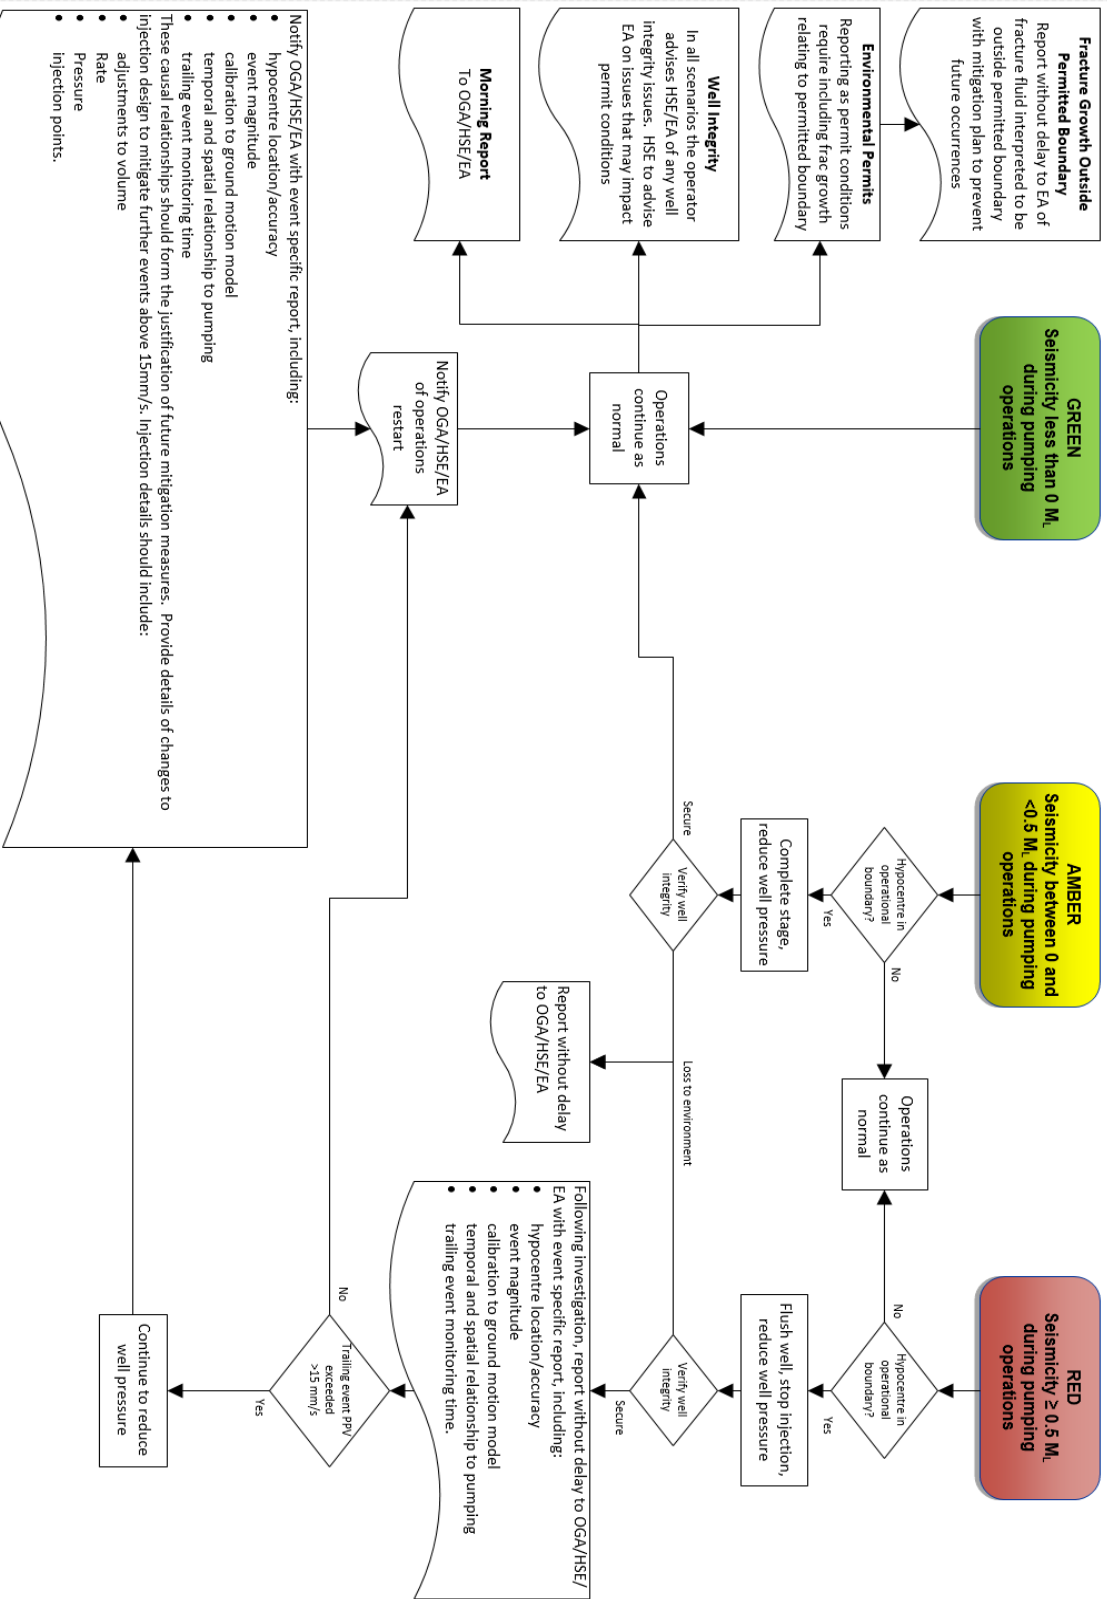 GREEN
Seismicity less than 0 ML
during pumping
operations
AMBER
Seismicity between 0 and
<0.5 ML during pumping
operations
RED
Seismicity ≥ 0.5 ML
during pumping
operations
Fracture Growth Outside
Permitted Boundary
Report without delay to EA of
fracture fluid interpreted to be
outside permitted boundary
with mitigation plan to prevent
future occurrences
Environmental Permits
Reporting as permit conditions
require including frac growth
relating to permitted boundary
Well Integrity
In all scenarios the operator
advises HSE/EA of any well
integrity issues. HSE to advise
EA on issues that may impact
permit conditions
Morning Report
To OGA/HSE/EA
Operations
continue as
normal
Notify OGA/HSE/EA
of operations
restart
Hypocentre in
operational
boundary?
No
Yes
Operations
continue as
normal
Hypocentre in
operational
boundary?
No
Yes
Complete stage,
reduce well pressure
Flush well, stop injection,
reduce well pressure
Secure
Verify well
integrity
Loss to environment
Verify well
integrity
Secure
Report without delay
to OGA/HSE/EA
Following investigation, report without delay to OGA/HSE/
EA with event specific report, including:
• hypocentre location/accuracy
• event magnitude
• calibration to ground motion model
• temporal and spatial relationship to pumping
• trailing event monitoring time.
Trailing event PPV
exceeded
>15 mm/s
No
Yes
Continue to reduce
well pressure
Notify OGA/HSE/EA with event specific report, including:
• hypocentre location/accuracy
• event magnitude
• calibration to ground motion model
• temporal and spatial relationship to pumping
• trailing event monitoring time
These causal relationships should form the justification of future mitigation measures. Provide details of changes to
injection design to mitigate further events above 15mm/s. Injection details should include:
• adjustments to volume
• Rate
• Pressure
• injection points.